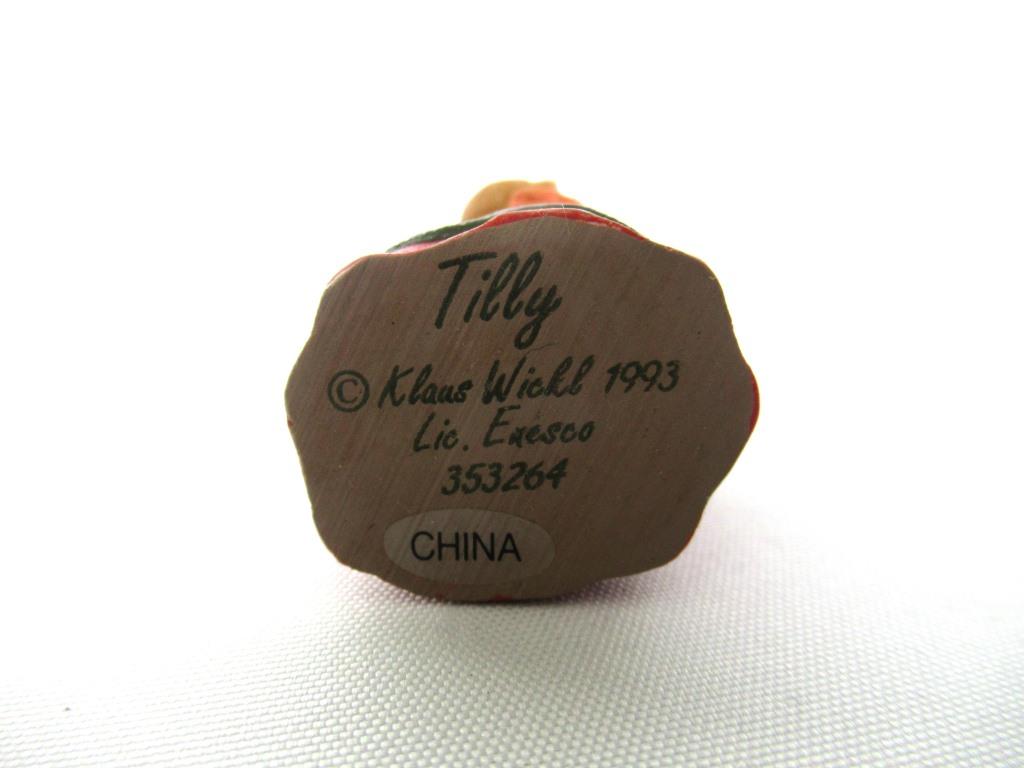 Tilly
© Klaus Wickl 1993
Lic. Enesco
353264
CHINA